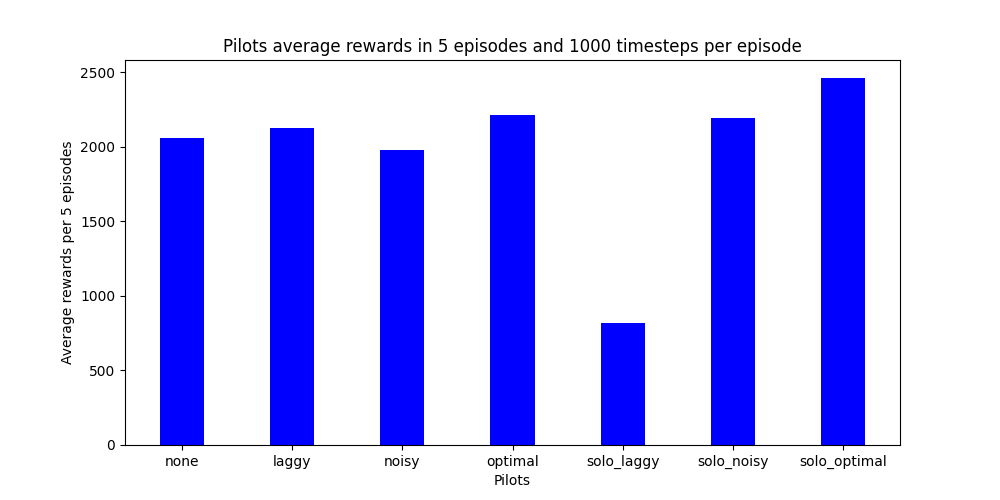 Pilots average rewards in 5 episodes and 1000 timesteps per episode
Average rewards per 5 episodes
2500
2000
1500
1000
500
0
none laggy noisy optimal solo_laggy solo_noisy solo_optimal
Pilots